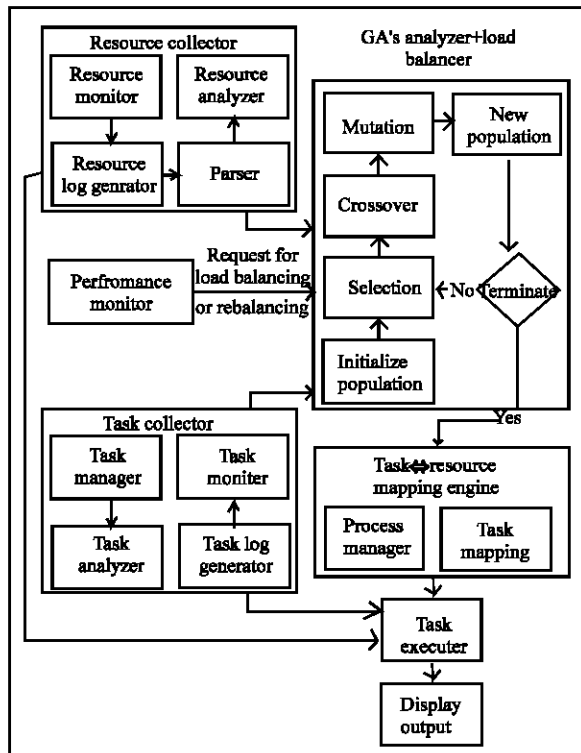 Resource collector
Resource
monitor
Resource
analyzer
Resource
log genrator
Parser
GA's analyzer+load
balancer
Mutation
New
population
Crossover
Selection
No
Terminate
Initialize
population
Yes
Perfromance
monitor
Request for
load balancing
or rebalancing
Task collector
Task
manager
Task
moniter
Task
analyzer
Task log
generator
Task⇔resource
mapping engine
Process
manager
Task
mapping
Task
executer
Display
output